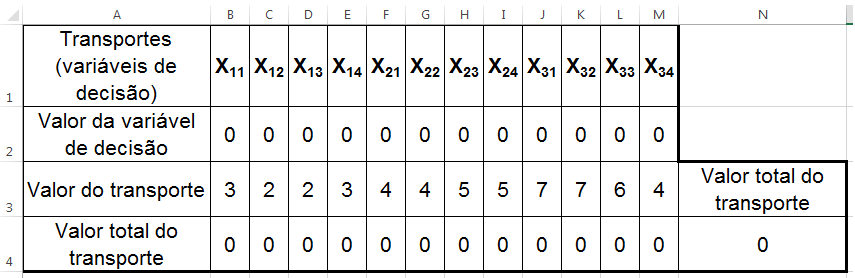 A B C D E F G H I J K L M N
Transportes
(variáveis de
decisão) X₁₁ X₁₂ X₁₃ X₁₄ X₂₁ X₂₂ X₂₃ X₂₄ X₃₁ X₃₂ X₃₃ X₃₄
1
Valor da variável
de decisão 0 0 0 0 0 0 0 0 0 0 0 0
2
Valor do transporte 3 2 2 3 4 4 5 5 7 7 6 4 Valor total do
transporte
3
Valor total do
transporte 0 0 0 0 0 0 0 0 0 0 0 0 0
4